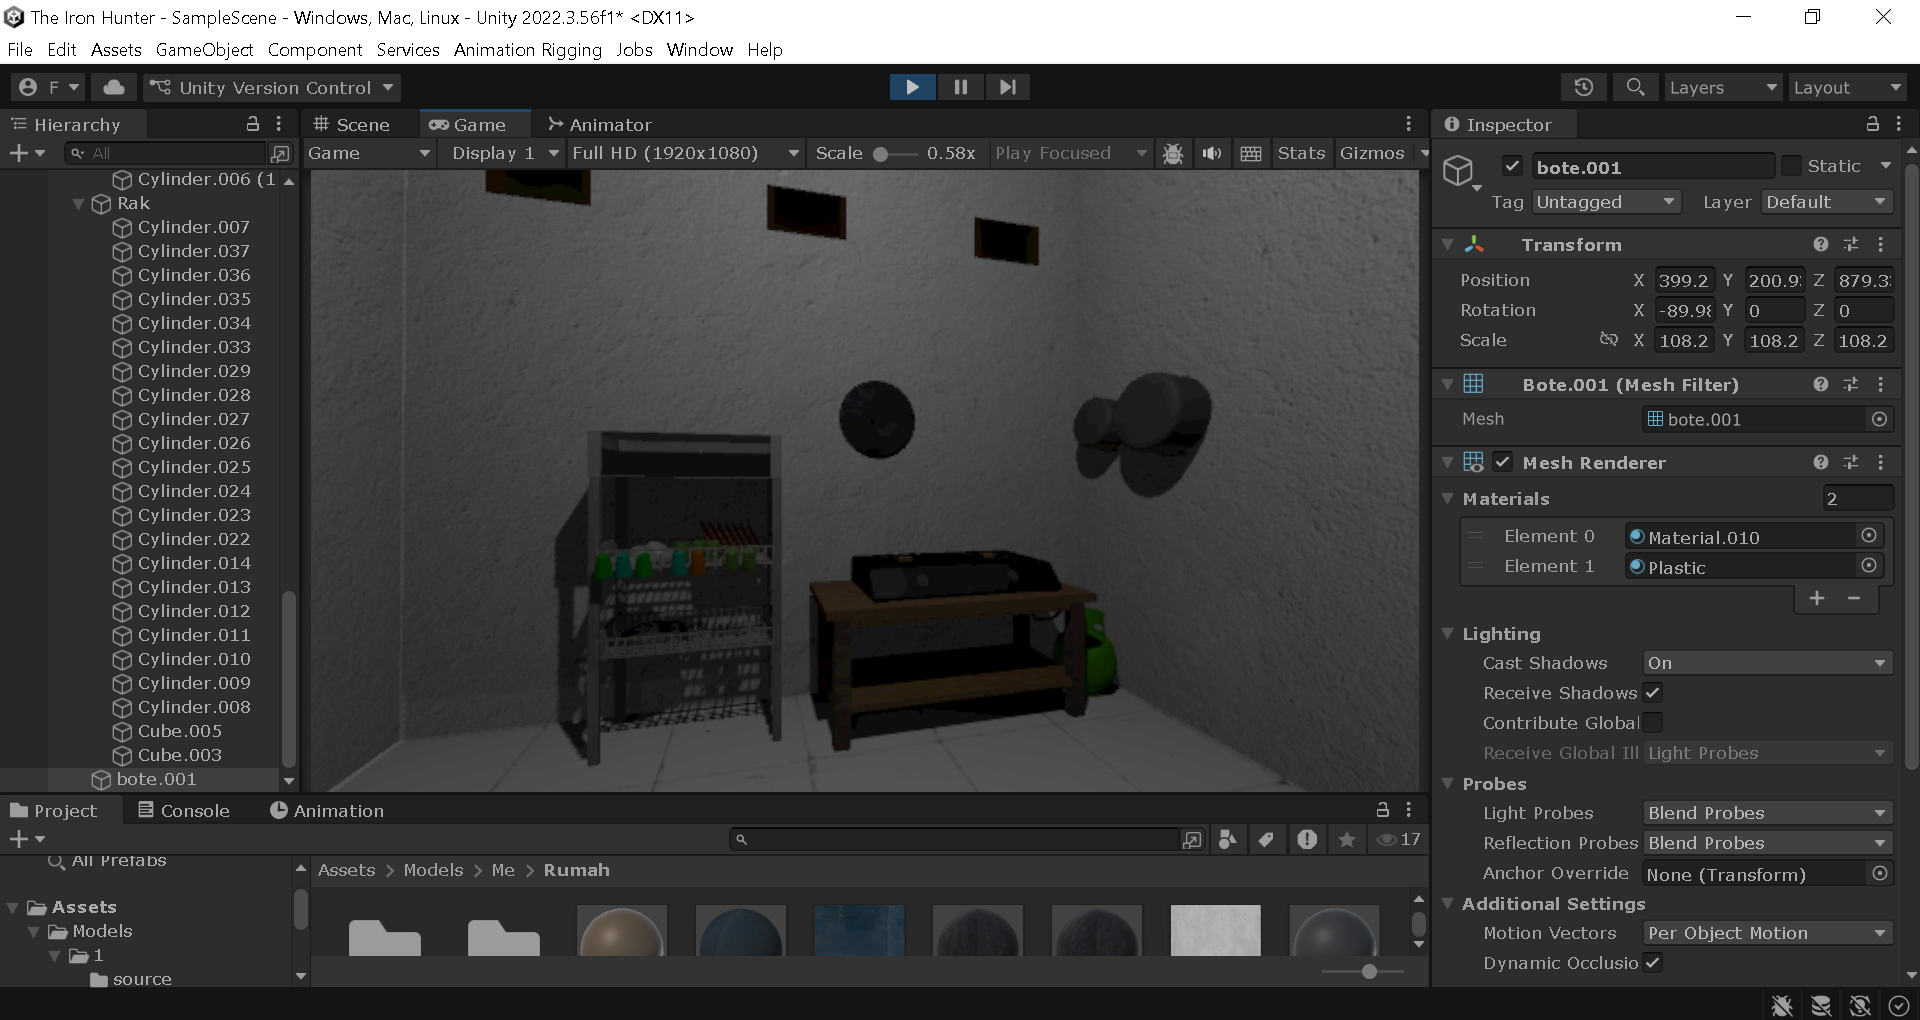 The Iron Hunter - SampleScene - Windows, Mac, Linux - Unity 2022.3.56f1* <DX11>
File Edit Assets GameObject Component Services Animation Rigging Jobs Window Help
F Unity Version Control Layers Layout
Hierarchy
All
Cylinder.006 (1
Rak
Cylinder.007
Cylinder.037
Cylinder.036
Cylinder.035
Cylinder.034
Cylinder.033
Cylinder.029
Cylinder.028
Cylinder.027
Cylinder.026
Cylinder.025
Cylinder.024
Cylinder.023
Cylinder.022
Cylinder.014
Cylinder.013
Cylinder.012
Cylinder.011
Cylinder.010
Cylinder.009
Cylinder.008
Cube.005
Cube.003
bote.001
Scene Game Animator
Game Display 1 Full HD (1920x1080) Scale 0.58x Play Focused Stats Gizmos
Inspector
bote.001 Static
Tag Untagged Layer Default
Transform
Position X 399.2 Y 200.9 Z 879.3
Rotation X -89.98 Y 0 Z 0
Scale X 108.2 Y 108.2 Z 108.2
Bote.001 (Mesh Filter)
Mesh bote.001
Mesh Renderer
Materials 2
Element 0 Material.010
Element 1 Plastic
Lighting
Cast Shadows On
Receive Shadows
Contribute Global
Receive Global Ill Light Probes
Probes
Light Probes Blend Probes
Reflection Probes Blend Probes
Anchor Override None (Transform)
Additional Settings
Motion Vectors Per Object Motion
Dynamic Occlusio
Project Console Animation
17
All Prefabs
Assets
Models
1
source
Assets > Models > Me > Rumah